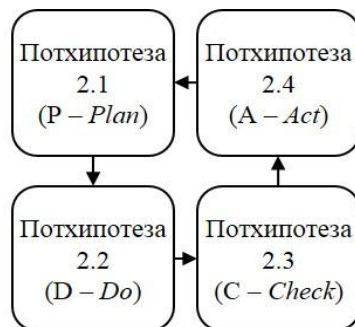 Потхипотеза
2.1
(P – Plan)
Потхипотеза
2.4
(A – Act)
Потхипотеза
2.2
(D – Do)
Потхипотеза
2.3
(C – Check)